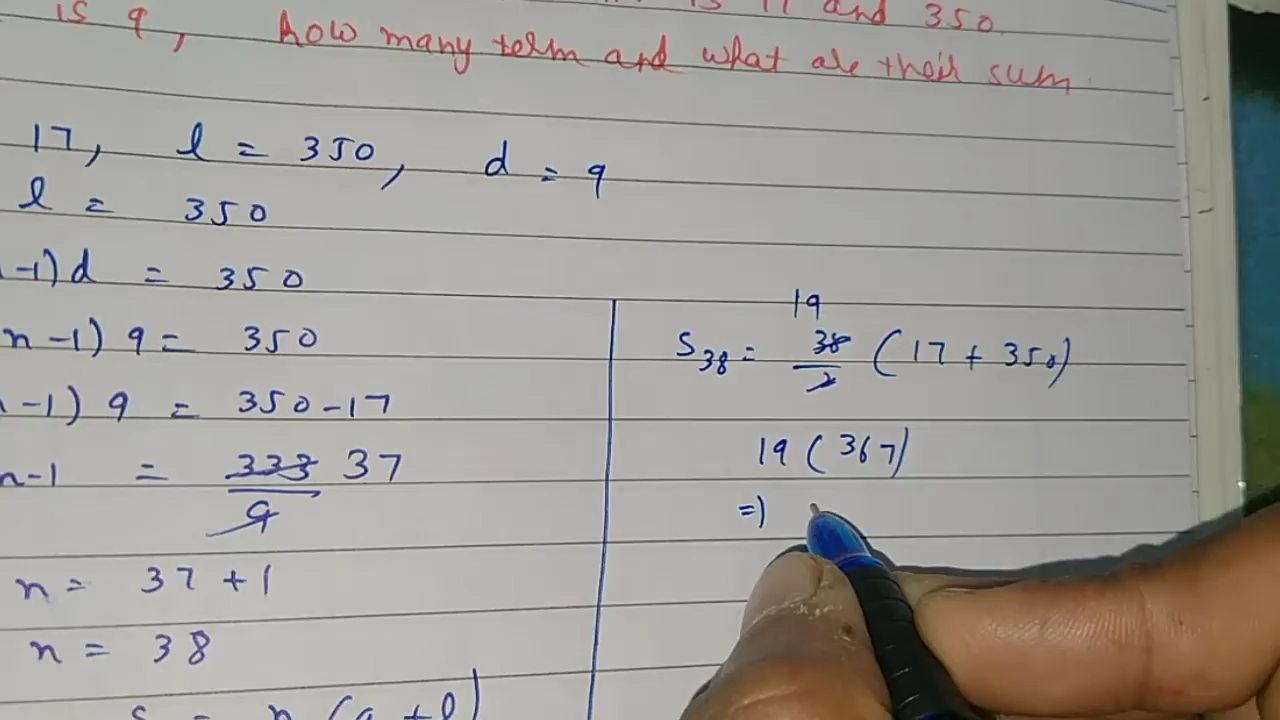 is 9, how many term and what are their sum
17, l = 350, d = 9
l = 350
-1)d = 350
n-1) 9 = 350
-1) 9 = 350-17
n-1 = 333/9 37
n = 37 + 1
n = 38
19
S38 = 38/2 (17 + 350)
19 (367)
=)